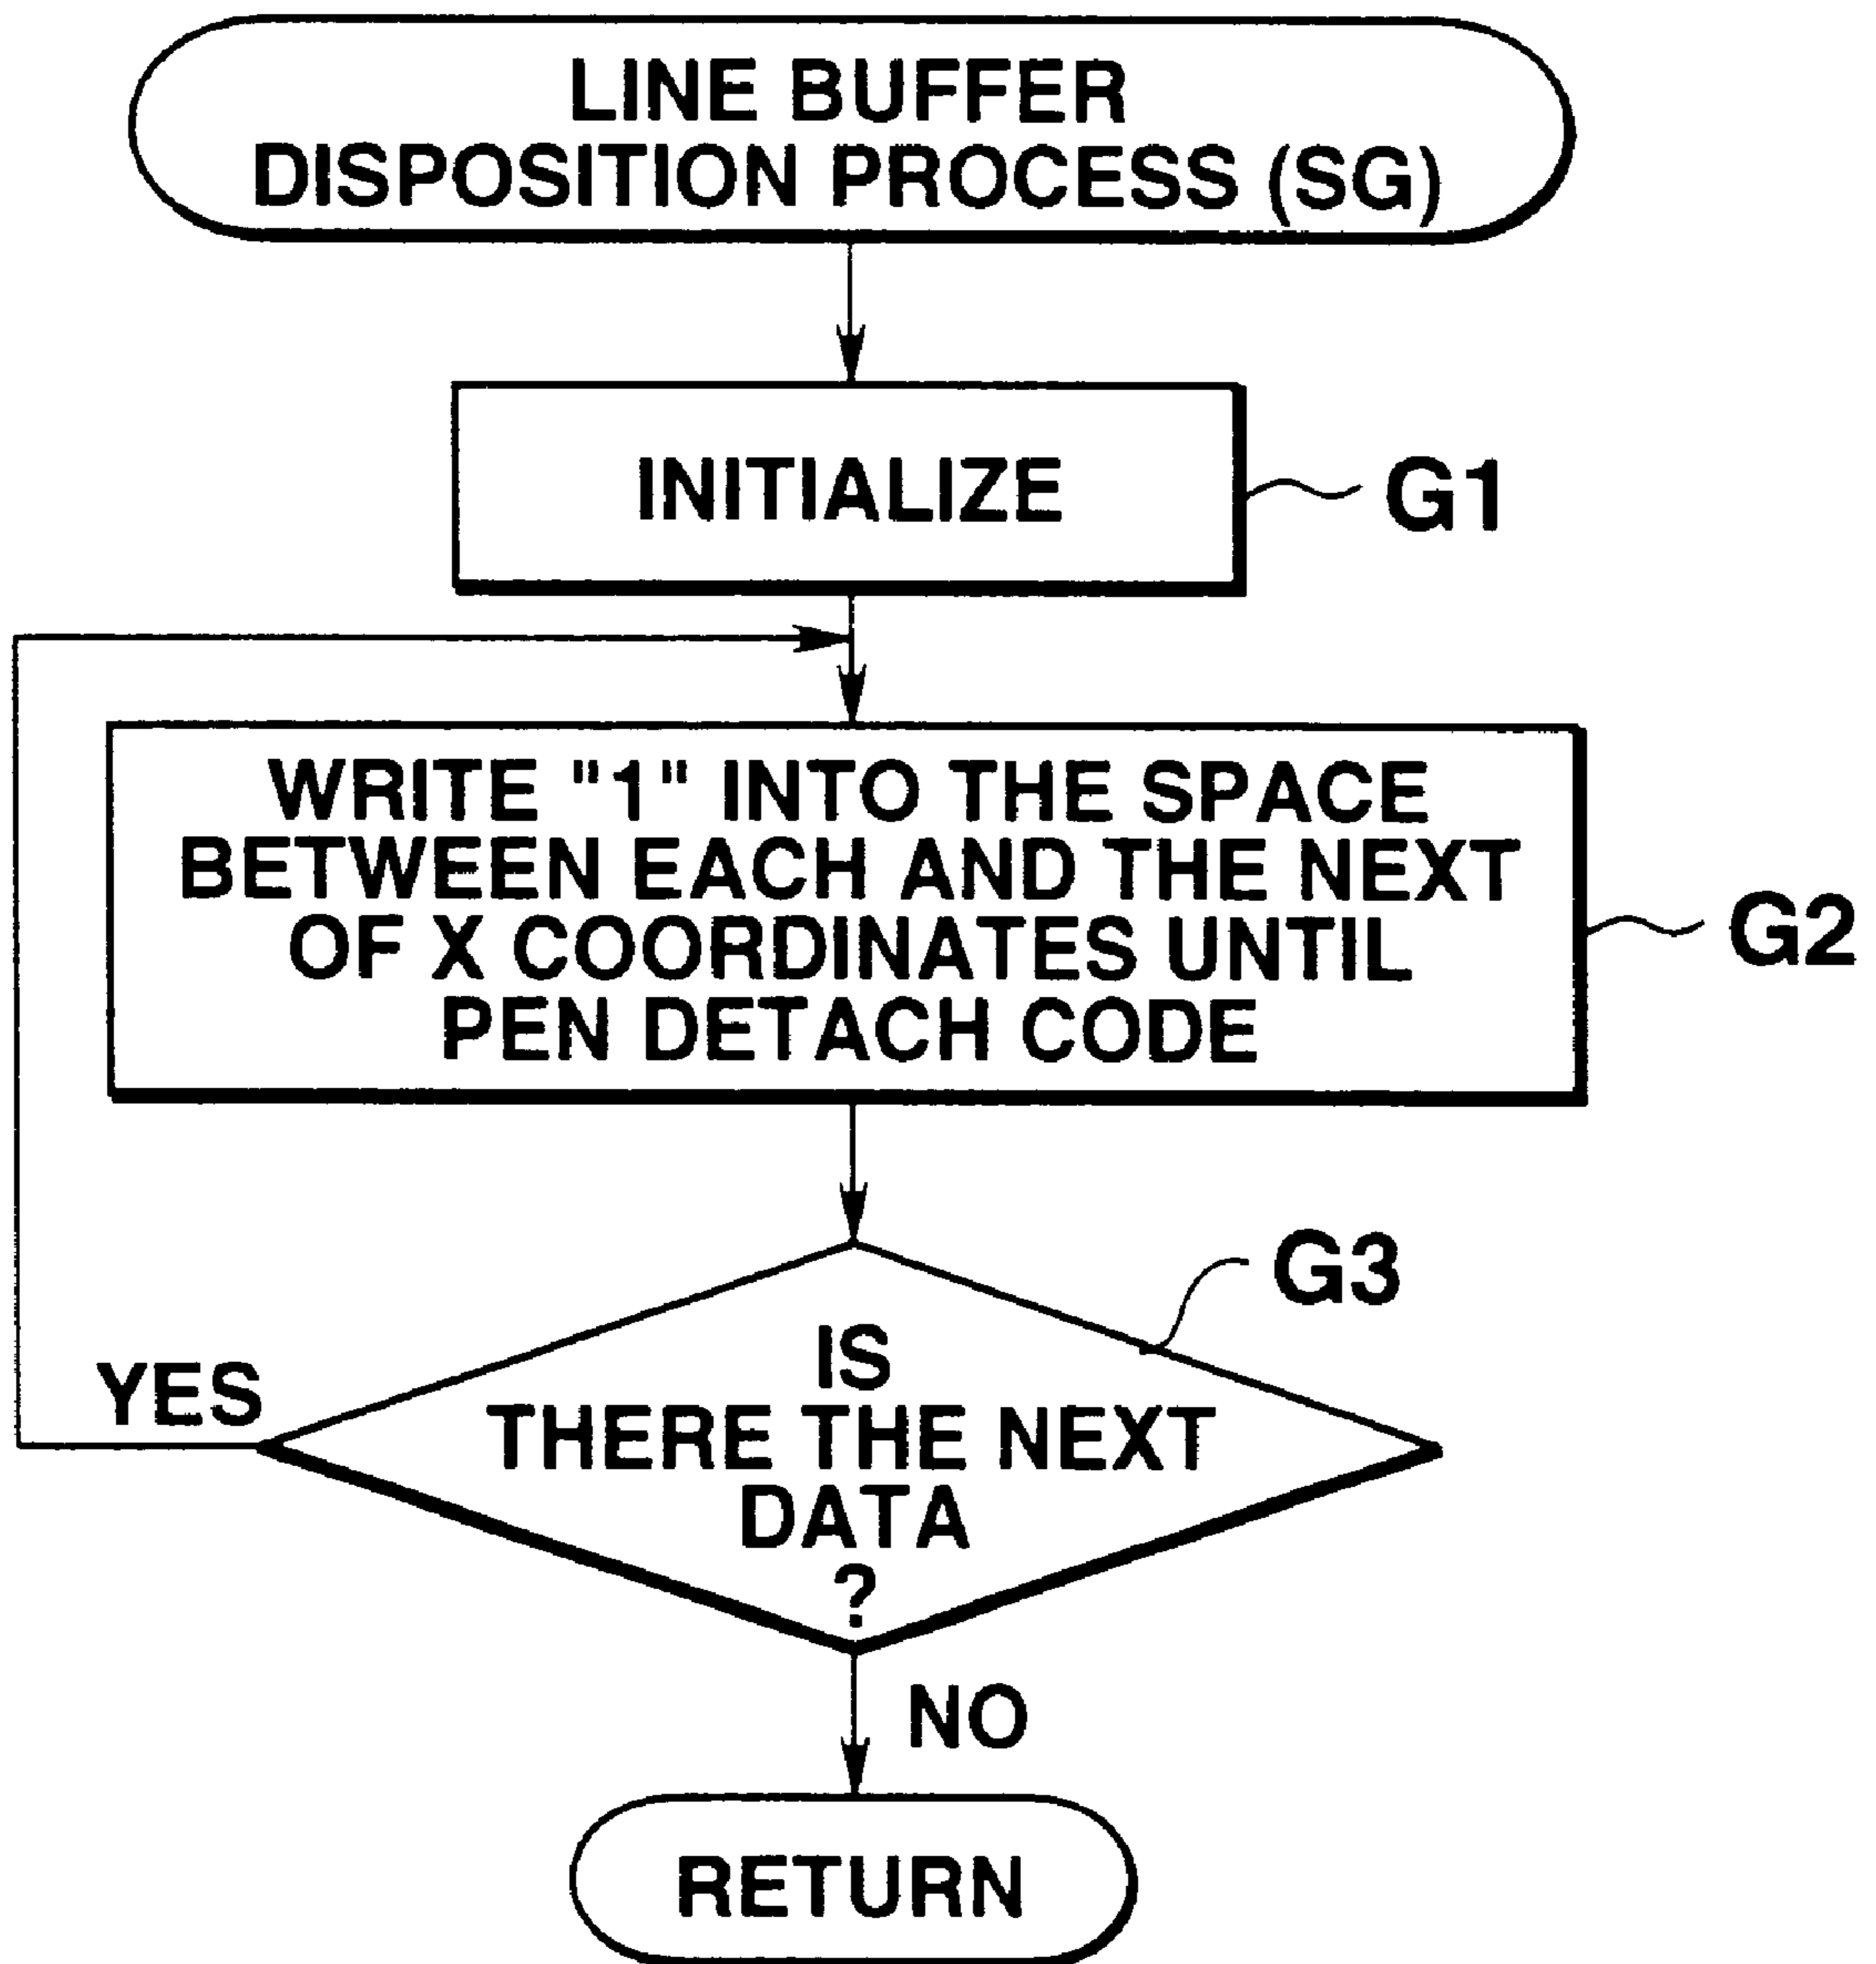 LINE BUFFER
DISPOSITION PROCESS (SG)
INITIALIZE
G1
WRITE "1" INTO THE SPACE
BETWEEN EACH AND THE NEXT
OF X COORDINATES UNTIL
PEN DETACH CODE
G2
G3
IS
THERE THE NEXT
DATA
?
YES
NO
RETURN